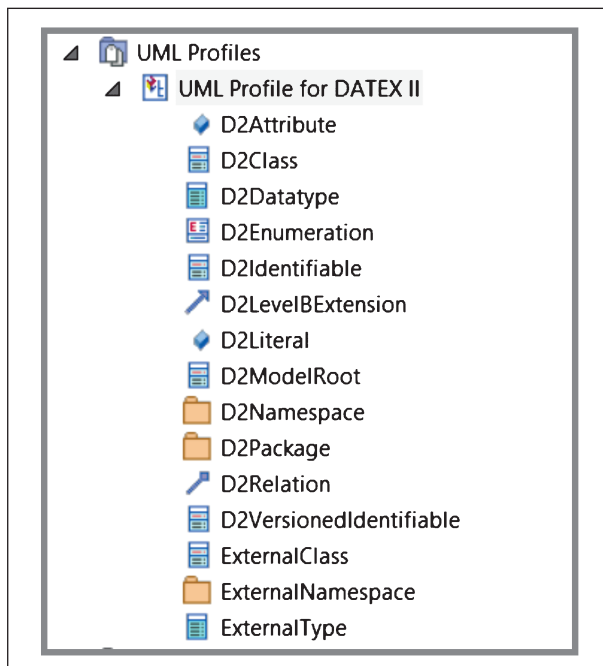 UML Profiles
UML Profile for DATEX II
D2Attribute
D2Class
D2Datatype
D2Enumeration
D2Identifiable
D2LevelBExtension
D2Literal
D2ModelRoot
D2Namespace
D2Package
D2Relation
D2VersionedIdentifiable
ExternalClass
ExternalNamespace
ExternalType